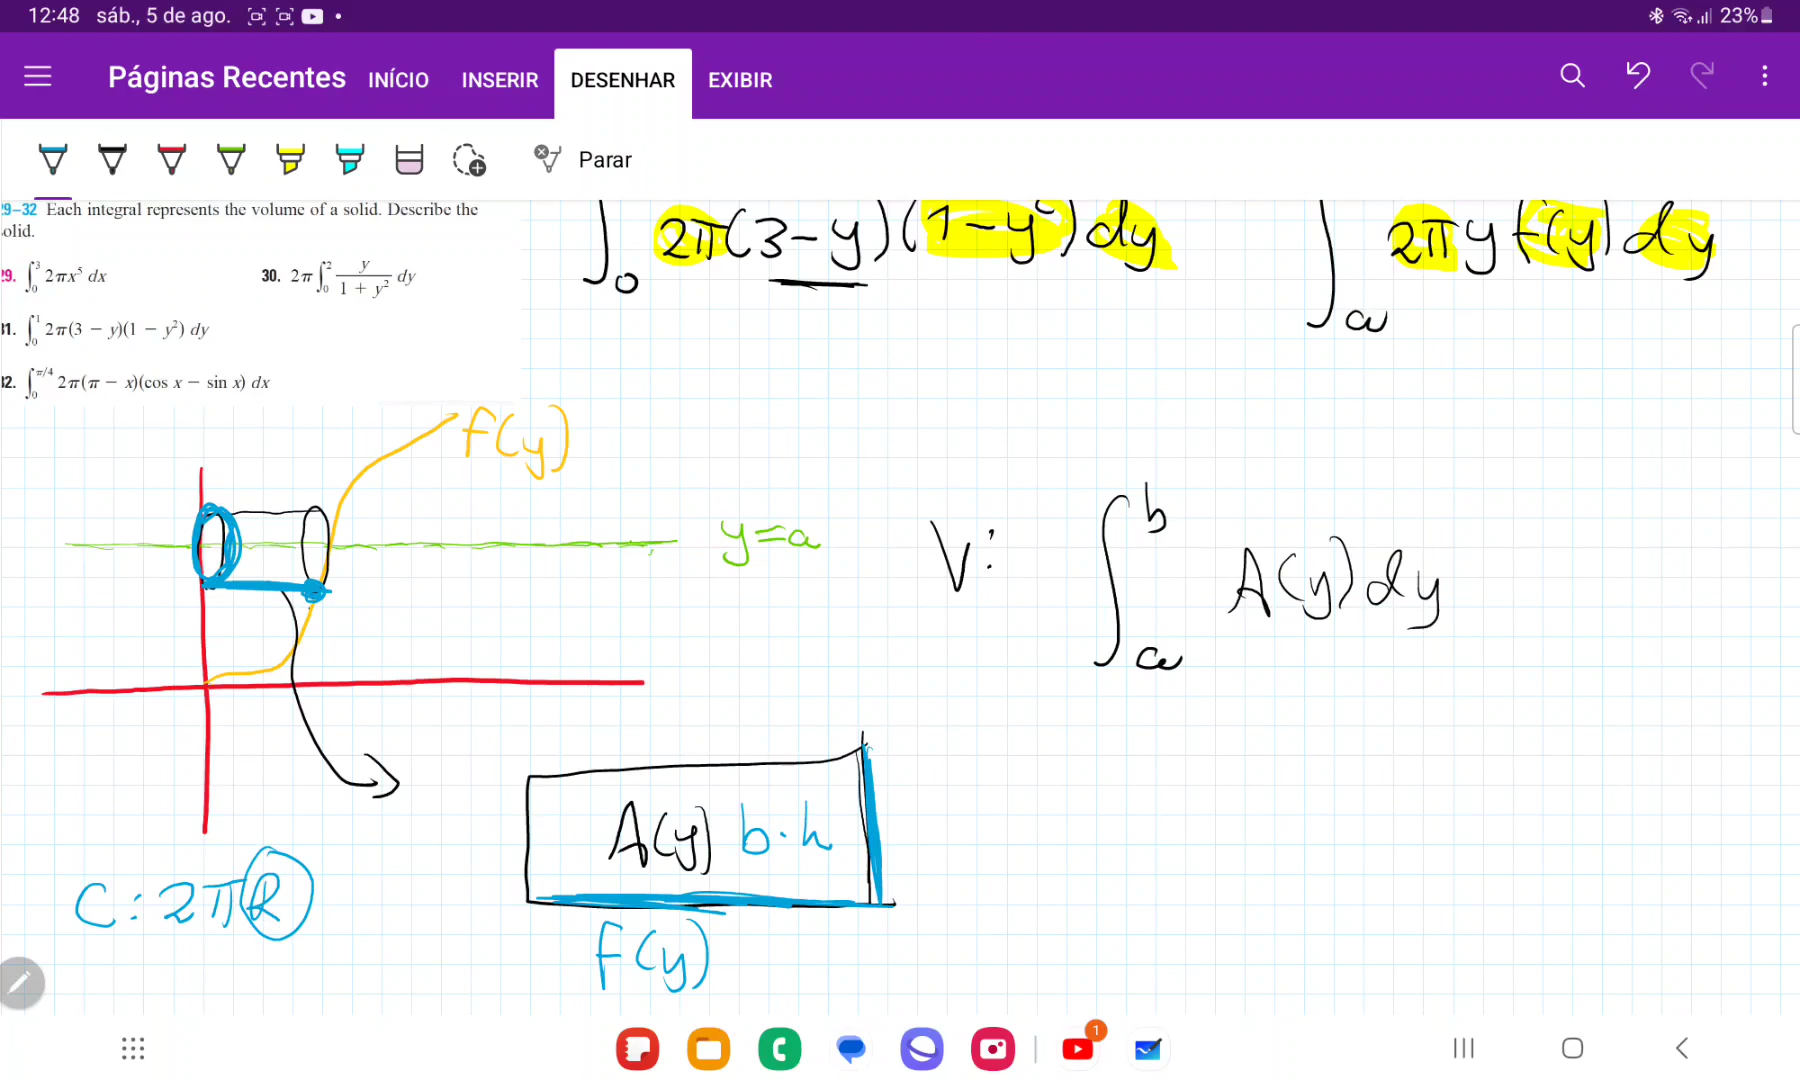 12:48 sáb., 5 de ago.
23%
Páginas Recentes INÍCIO INSERIR DESENHAR EXIBIR
Parar
9–32 Each integral represents the volume of a solid. Describe the
olid.
29. ∫₀³ 2πx⁵ dx
30. 2π ∫₀² y/(1 + y²) dy
31. ∫₀¹ 2π(3 − y)(1 − y²) dy
32. ∫₀^(π/4) 2π(π − x)(cos x − sin x) dx
∫₀ 2π(3−y)(1−y²)dy
∫ₐ 2πy f(y) dy
f(y)
y=a
V: ∫ₐᵇ A(y)dy
A(y) b·h
C: 2πR
F(y)
1